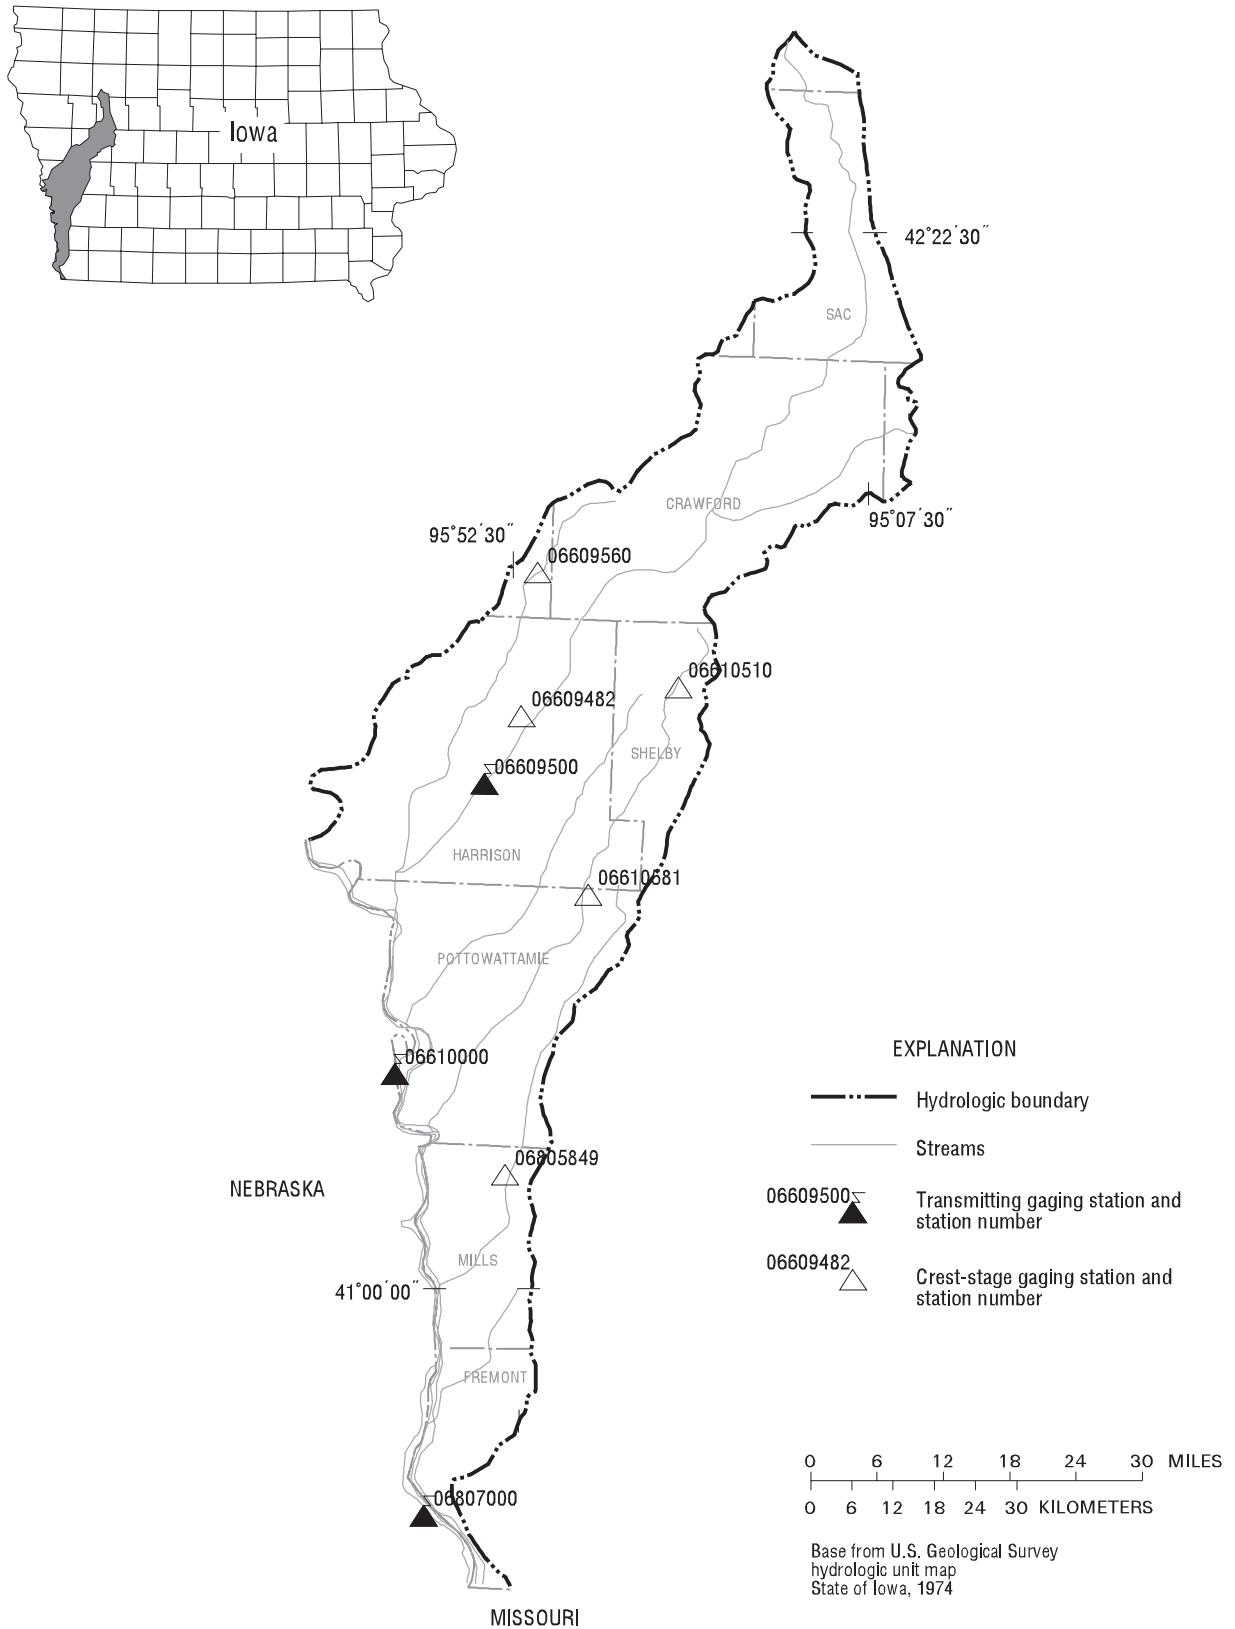 Iowa
42°22'30"
SAC
CRAWFORD
95°07'30"
95°52'30"
06609560
06610510
06609482
SHELBY
06609500
HARRISON
06610681
POTTOWATTAMIE
06610000
EXPLANATION
Hydrologic boundary
Streams
06609500
Transmitting gaging station and
station number
06609482
Crest-stage gaging station and
station number
06805849
NEBRASKA
MILLS
41°00'00"
FREMONT
0 6 12 18 24 30 MILES
0 6 12 18 24 30 KILOMETERS
06807000
Base from U.S. Geological Survey
hydrologic unit map
State of Iowa, 1974
MISSOURI